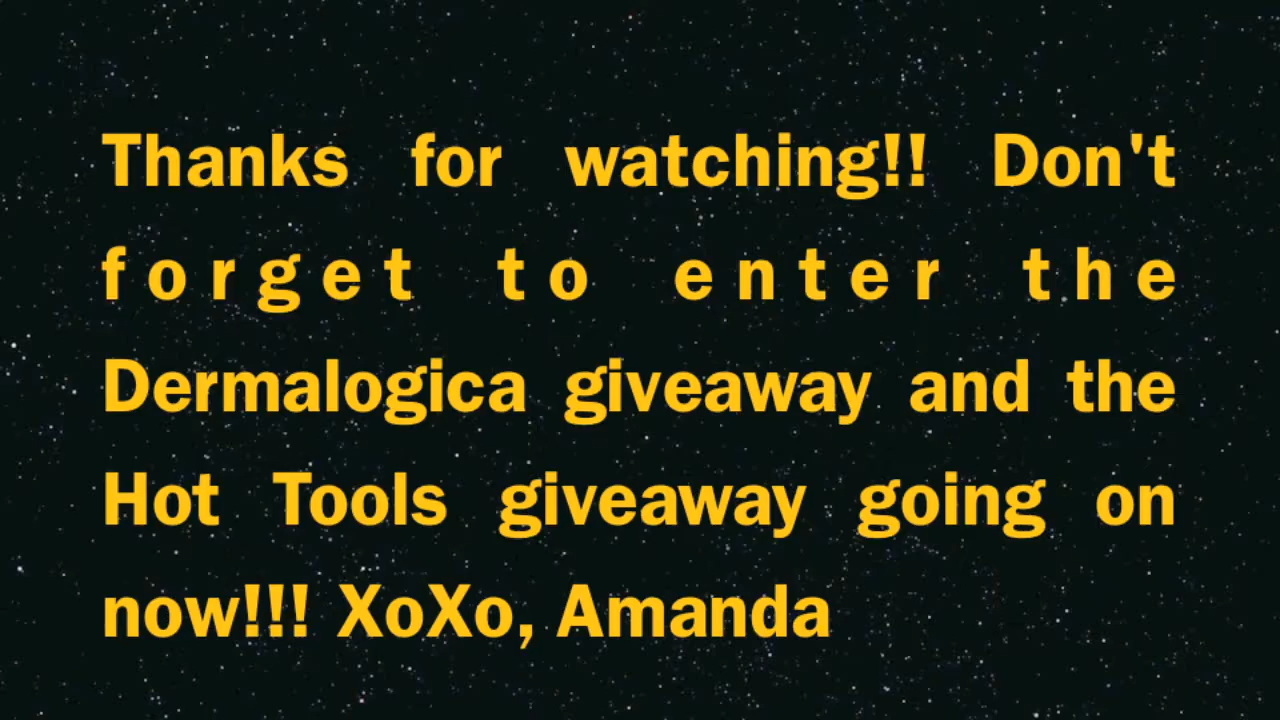 Thanks for watching!! Don't
forget to enter the
Dermalogica giveaway and the
Hot Tools giveaway going on
now!!! XoXo, Amanda